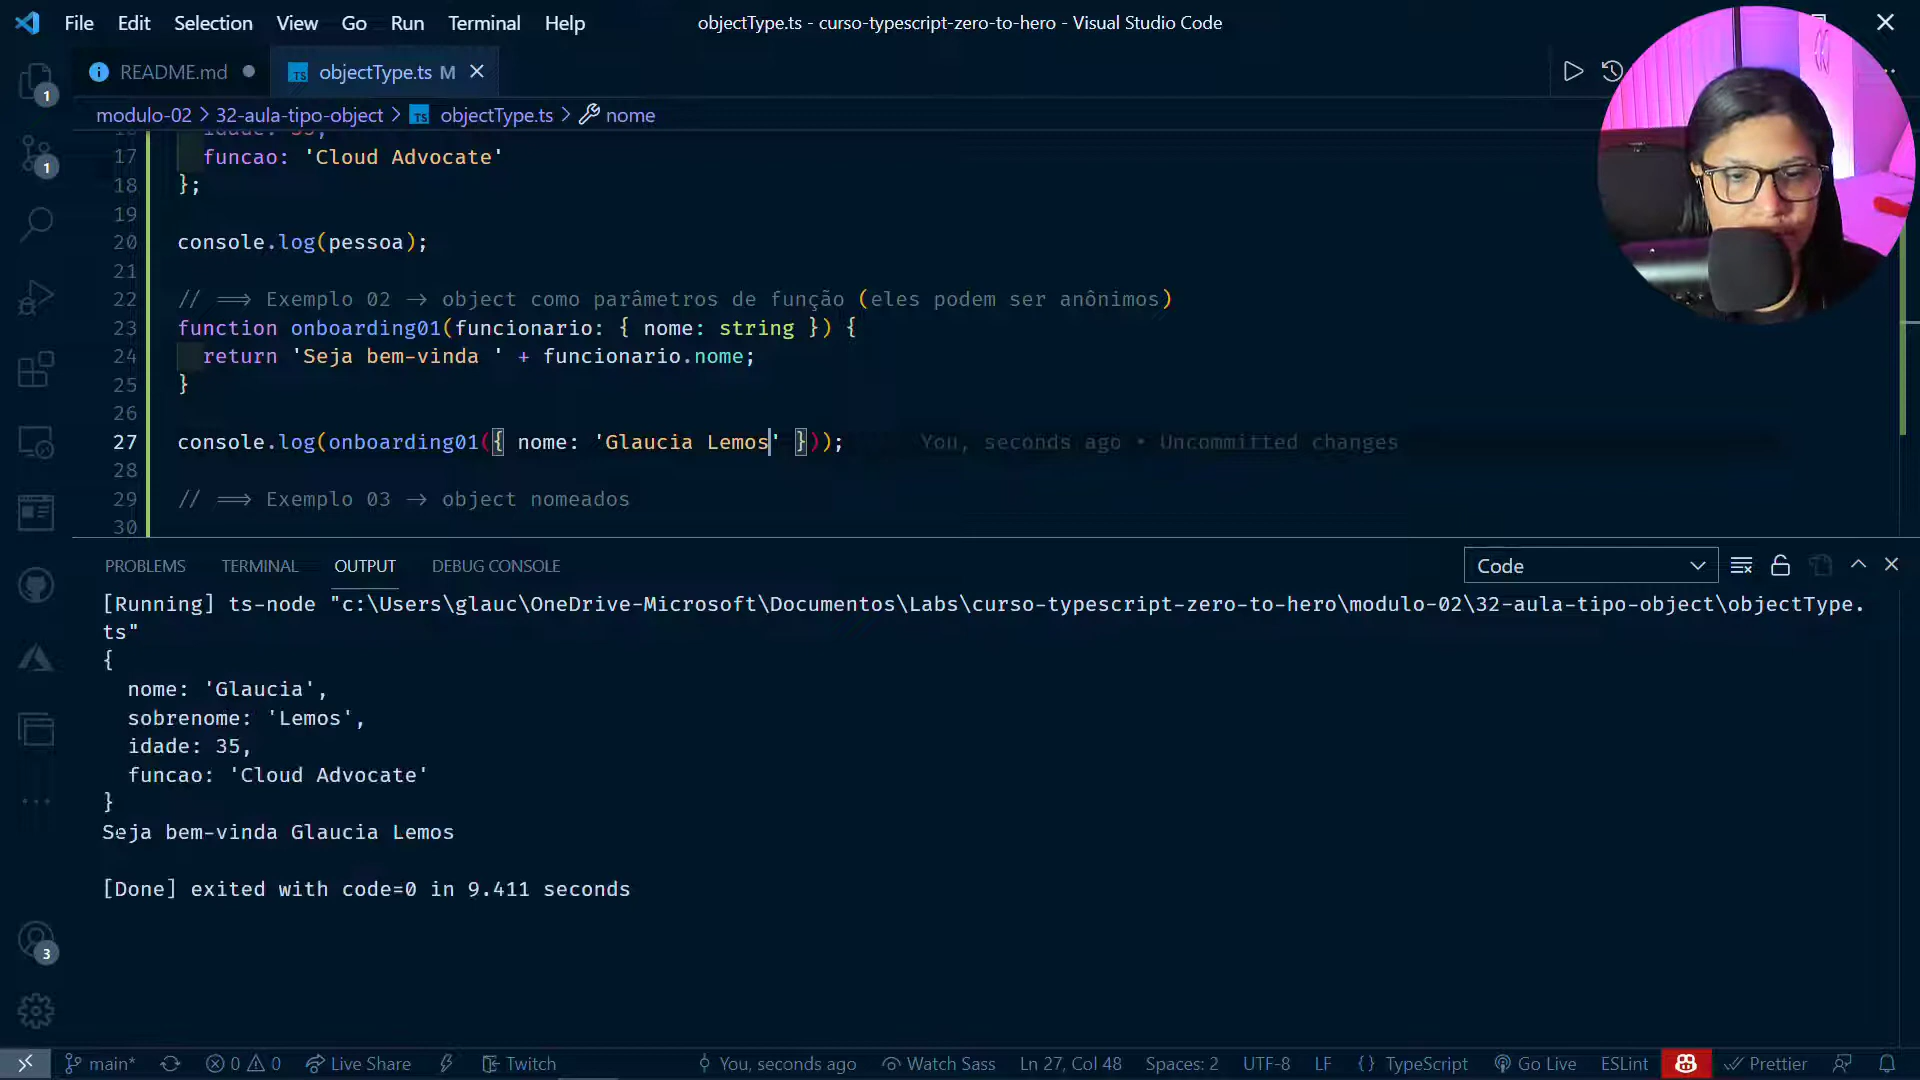 File Edit Selection View Go Run Terminal Help objectType.ts - curso-typescript-zero-to-hero - Visual Studio Code
README.md objectType.ts M
modulo-02 > 32-aula-tipo-object > TS objectType.ts > nome
17 funcao: 'Cloud Advocate'
18 };
19
20 console.log(pessoa);
21
22 // ==> Exemplo 02 -> object como parâmetros de função (eles podem ser anônimos)
23 function onboarding01(funcionario: { nome: string }) {
24 return 'Seja bem-vinda ' + funcionario.nome;
25 }
26
27 console.log(onboarding01({ nome: 'Glaucia Lemos' })); You, seconds ago • Uncommitted changes
28
29 // ==> Exemplo 03 -> object nomeados
30
PROBLEMS TERMINAL OUTPUT DEBUG CONSOLE Code
[Running] ts-node "c:\Users\glauc\OneDrive-Microsoft\Documentos\Labs\curso-typescript-zero-to-hero\modulo-02\32-aula-tipo-object\objectType.
ts"
{
nome: 'Glaucia',
sobrenome: 'Lemos',
idade: 35,
funcao: 'Cloud Advocate'
}
Seja bem-vinda Glaucia Lemos
[Done] exited with code=0 in 9.411 seconds
main* 0 0 Live Share Twitch You, seconds ago Watch Sass Ln 27, Col 48 Spaces: 2 UTF-8 LF {} TypeScript Go Live ESLint Prettier